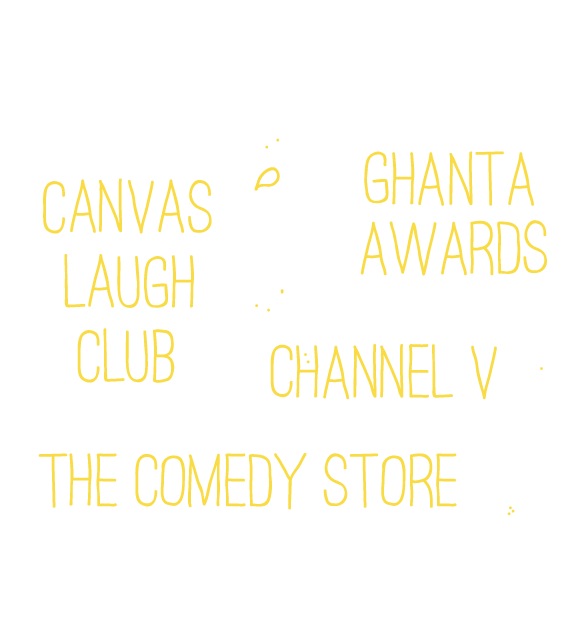 CANVAS
LAUGH
CLUB
GHANTA
AWARDS
CHANNEL V
THE COMEDY STORE